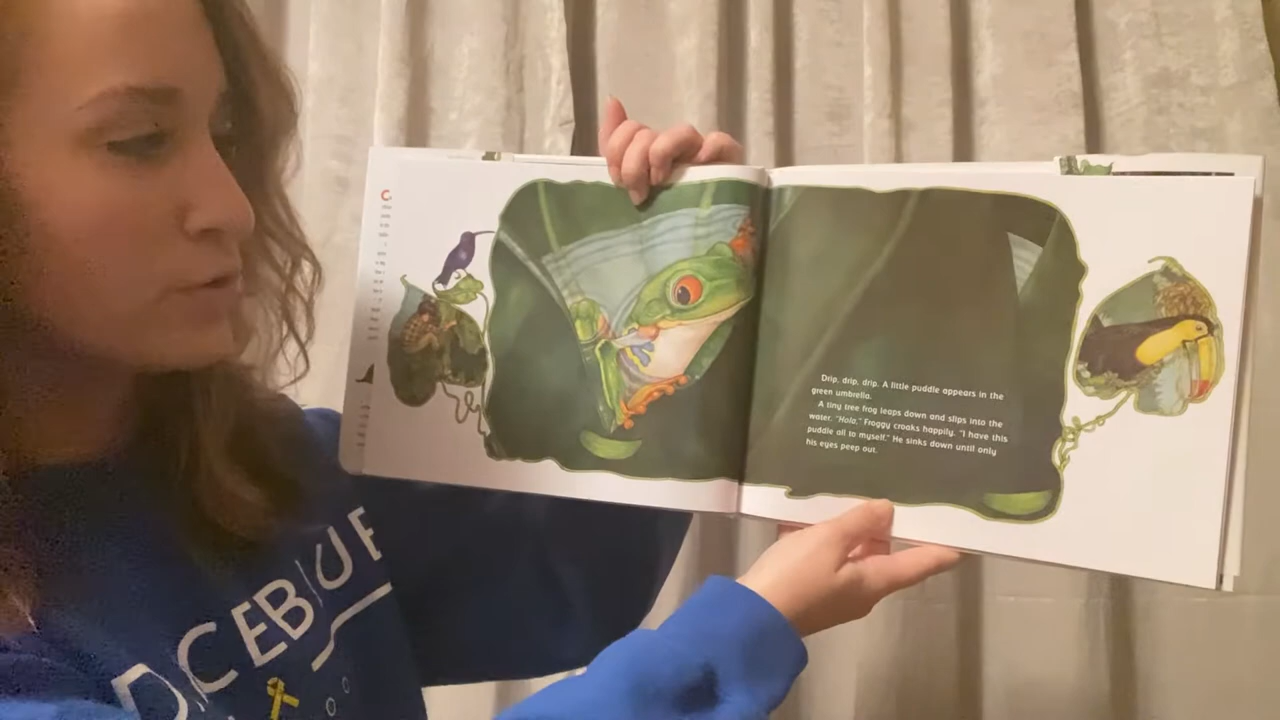 Drip, drip, drip. A little puddle appears in the
green umbrella.
A tiny tree frog leaps down and slips into the
water. "Hola," Froggy croaks happily. "I have this
puddle all to myself." He sinks down until only
his eyes peep out.